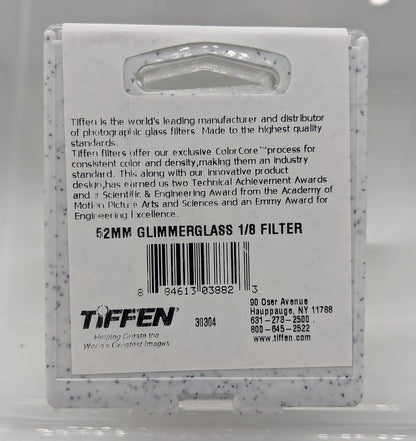 Tiffen is the world's leading manufacturer and distributor
of photographic glass filters. Made to the highest quality
standards.
Tiffen filters offer our exclusive ColorCore™process for
consistent color and density,making them an industry
standard. This along with our innovative product
design,has earned us two Technical Achievement Awards
and a Scientific & Engineering Award from the Academy of
Motion Picture Arts and Sciences and an Emmy Award for
Engineering Excellence.
52MM GLIMMERGLASS 1/8 FILTER
8 84613 03882 3
TIFFEN®
Helping Create the
World's Greatest Images
30304
90 Oser Avenue
Hauppauge, NY 11788
631-273-2500
800-645-2522
www.tiffen.com